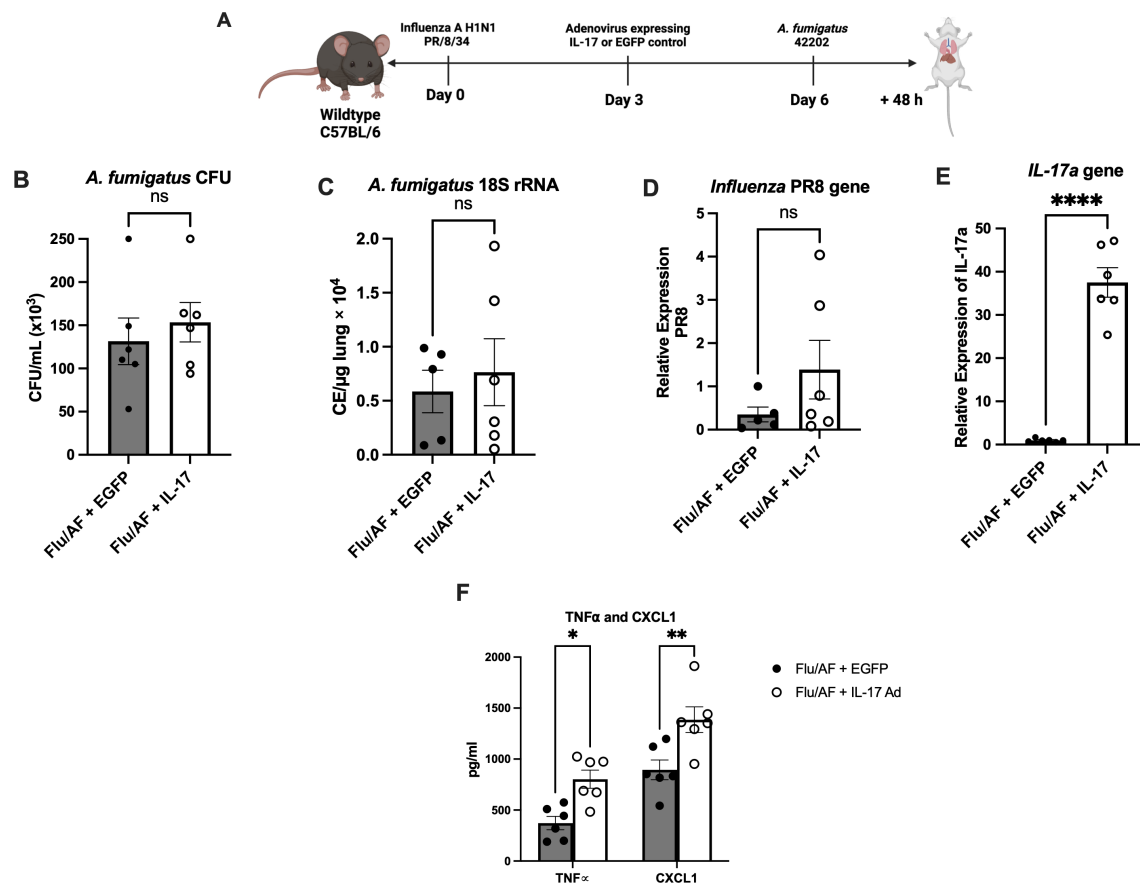 A
Influenza A H1N1
PR/8/34
Adenovirus expressing
IL-17 or EGFP control
A. fumigatus
42202
Day 0
Day 3
Day 6
+ 48 h
Wildtype
C57BL/6
B
A. fumigatus CFU
ns
CFU/mL (x10³)
250
200
150
100
50
0
Flu/AF + EGFP
Flu/AF + IL-17
C
A. fumigatus 18S rRNA
ns
CE/µg lung × 10⁴
2.0
1.5
1.0
0.5
0.0
Flu/AF + EGFP
Flu/AF + IL-17
D
Influenza PR8 gene
ns
Relative Expression
PR8
5
4
3
2
1
0
Flu/AF + EGFP
Flu/AF + IL-17
E
IL-17a gene
****
Relative Expression of IL-17a
50
40
30
20
10
0
Flu/AF + EGFP
Flu/AF + IL-17
F
TNFα and CXCL1
*
**
pg/ml
2000
1500
1000
500
0
TNF∝
CXCL1
Flu/AF + EGFP
Flu/AF + IL-17 Ad